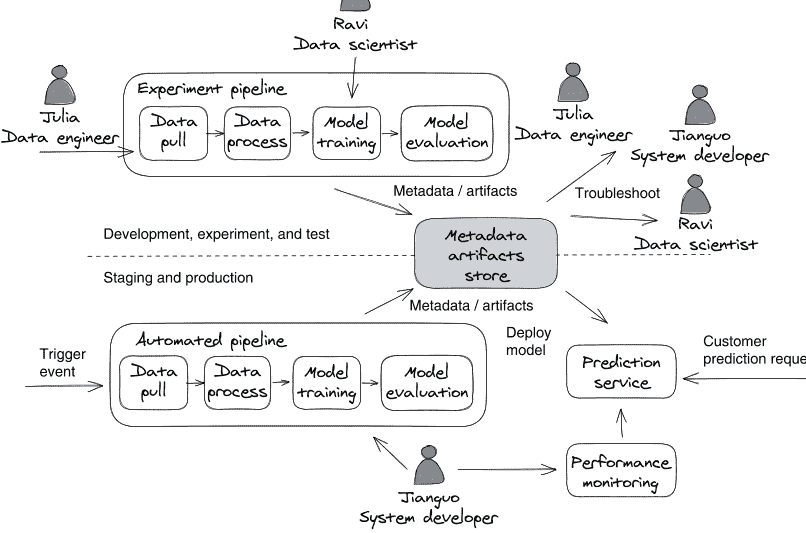 Ravi
Data scientist
Experiment pipeline
Julia
Data engineer
Data
pull
Data
process
Model
training
Model
evaluation
Julia
Data engineer
Jianguo
System developer
Metadata / artifacts
Troubleshoot
Ravi
Data scientist
Development, experiment, and test
Metadata
artifacts
store
Staging and production
Metadata / artifacts
Automated pipeline
Deploy
model
Trigger
event
Data
pull
Data
process
Model
training
Model
evaluation
Prediction
service
Customer
prediction reque
Performance
monitoring
Jianguo
System developer